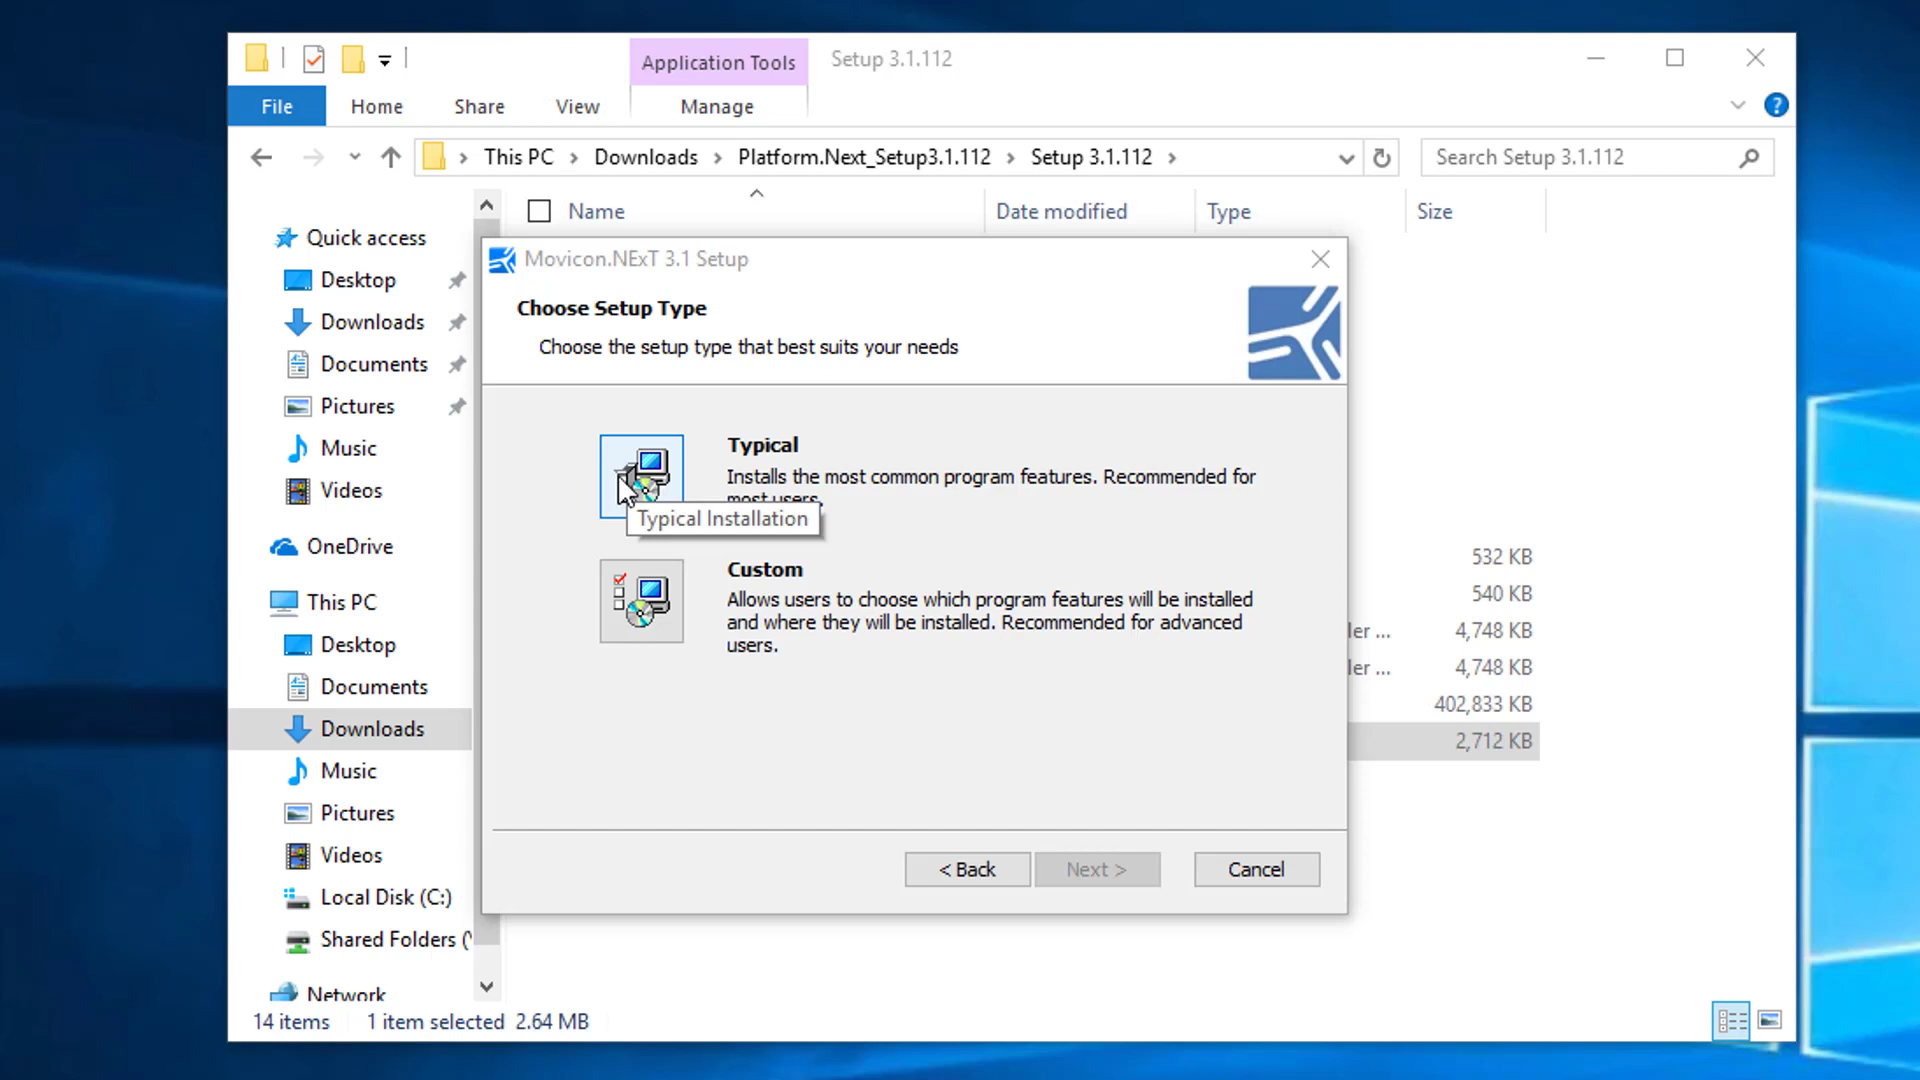 Application Tools
Setup 3.1.112
File
Home
Share
View
Manage
This PC
Downloads
Platform.Next_Setup3.1.112
Setup 3.1.112
Search Setup 3.1.112
Name
Date modified
Type
Size
Quick access
Desktop
Downloads
Documents
Pictures
Music
Videos
OneDrive
This PC
Desktop
Documents
Downloads
Music
Pictures
Videos
Local Disk (C:)
Shared Folders (
Network
Movicon.NExT 3.1 Setup
Choose Setup Type
Choose the setup type that best suits your needs
Typical
Installs the most common program features. Recommended for
most users.
Typical Installation
Custom
Allows users to choose which program features will be installed
and where they will be installed. Recommended for advanced
users.
< Back
Next >
Cancel
532 KB
540 KB
ler ...
4,748 KB
ler ...
4,748 KB
402,833 KB
2,712 KB
14 items
1 item selected
2.64 MB